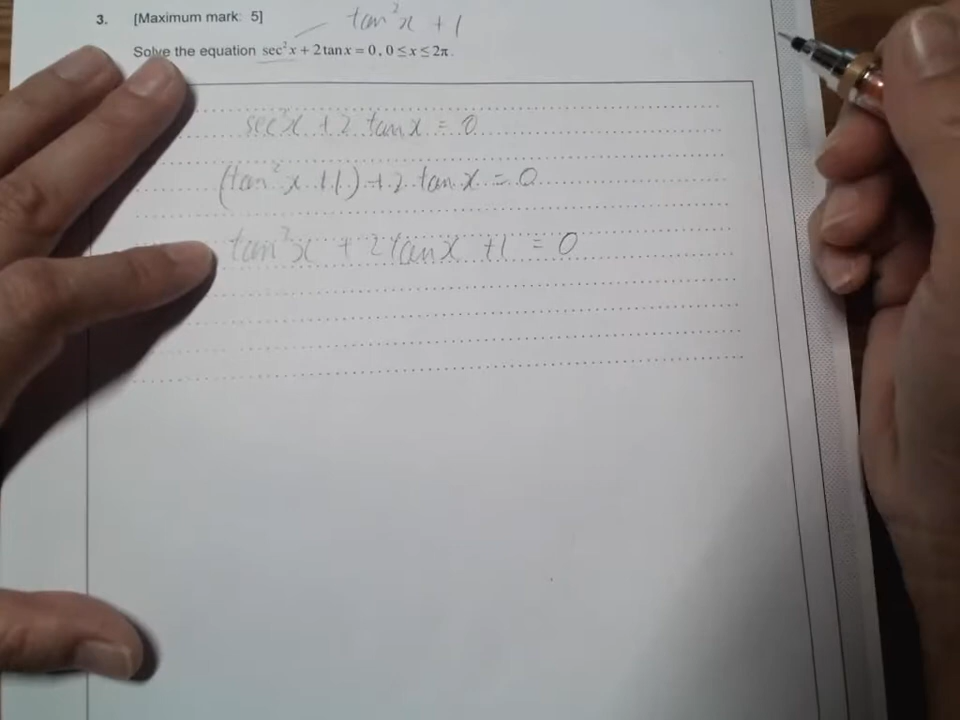 3. [Maximum mark: 5] tan²x + 1
Solve the equation sec²x + 2 tan x = 0, 0 ≤ x ≤ 2π.
sec²x + 2 tan x = 0
(tan²x + 1) + 2 tan x = 0
tan²x + 2 tan x + 1 = 0